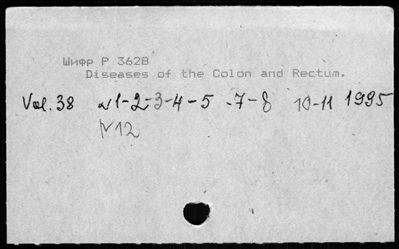 Шифр Р 3628
Diseases of the Colon and Rectum.
Vol. 38 N1-2-3-4-5 -7-8 10-11 1995
N12